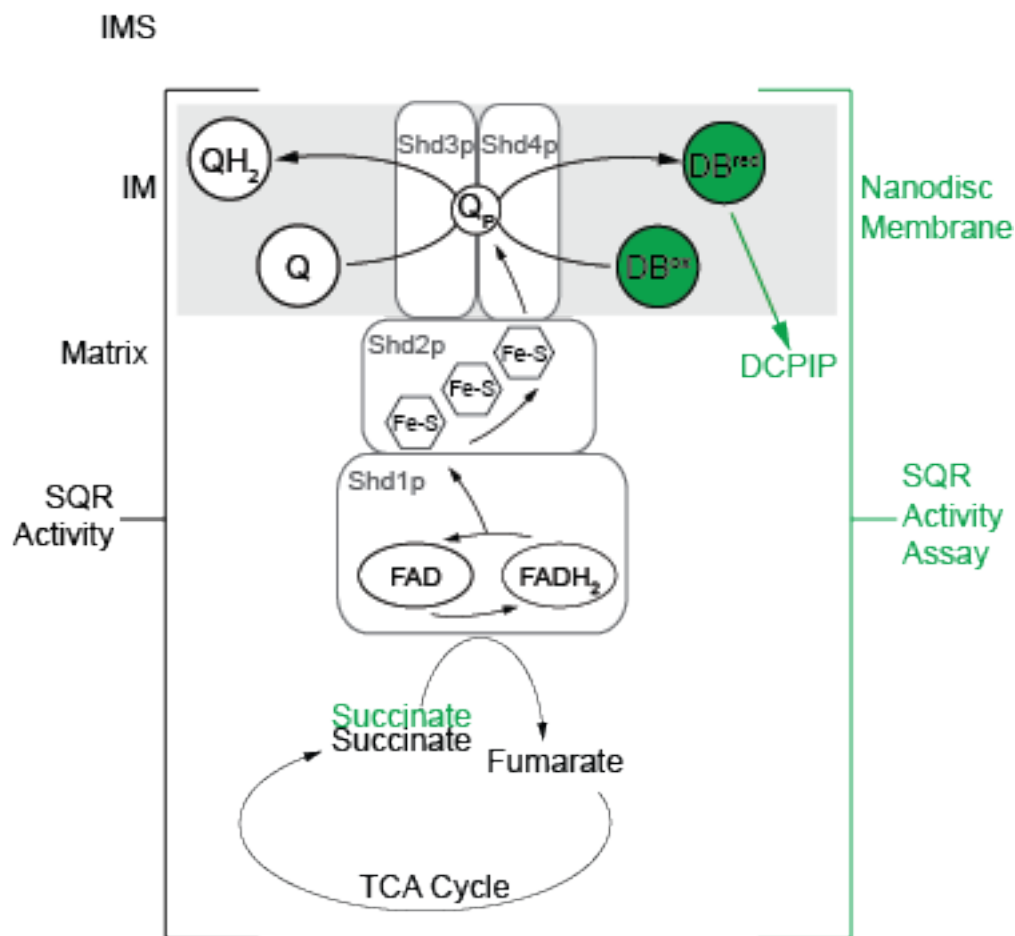 IMS
Shd3p
Shd4p
QH2
DBred
IM
QP
Nanodisc
Membrane
Q
DBox
Matrix
Shd2p
Fe-S
Fe-S
Fe-S
DCPIP
Shd1p
SQR
Activity
SQR
Activity
Assay
FAD
FADH2
Succinate
Succinate
Fumarate
TCA Cycle